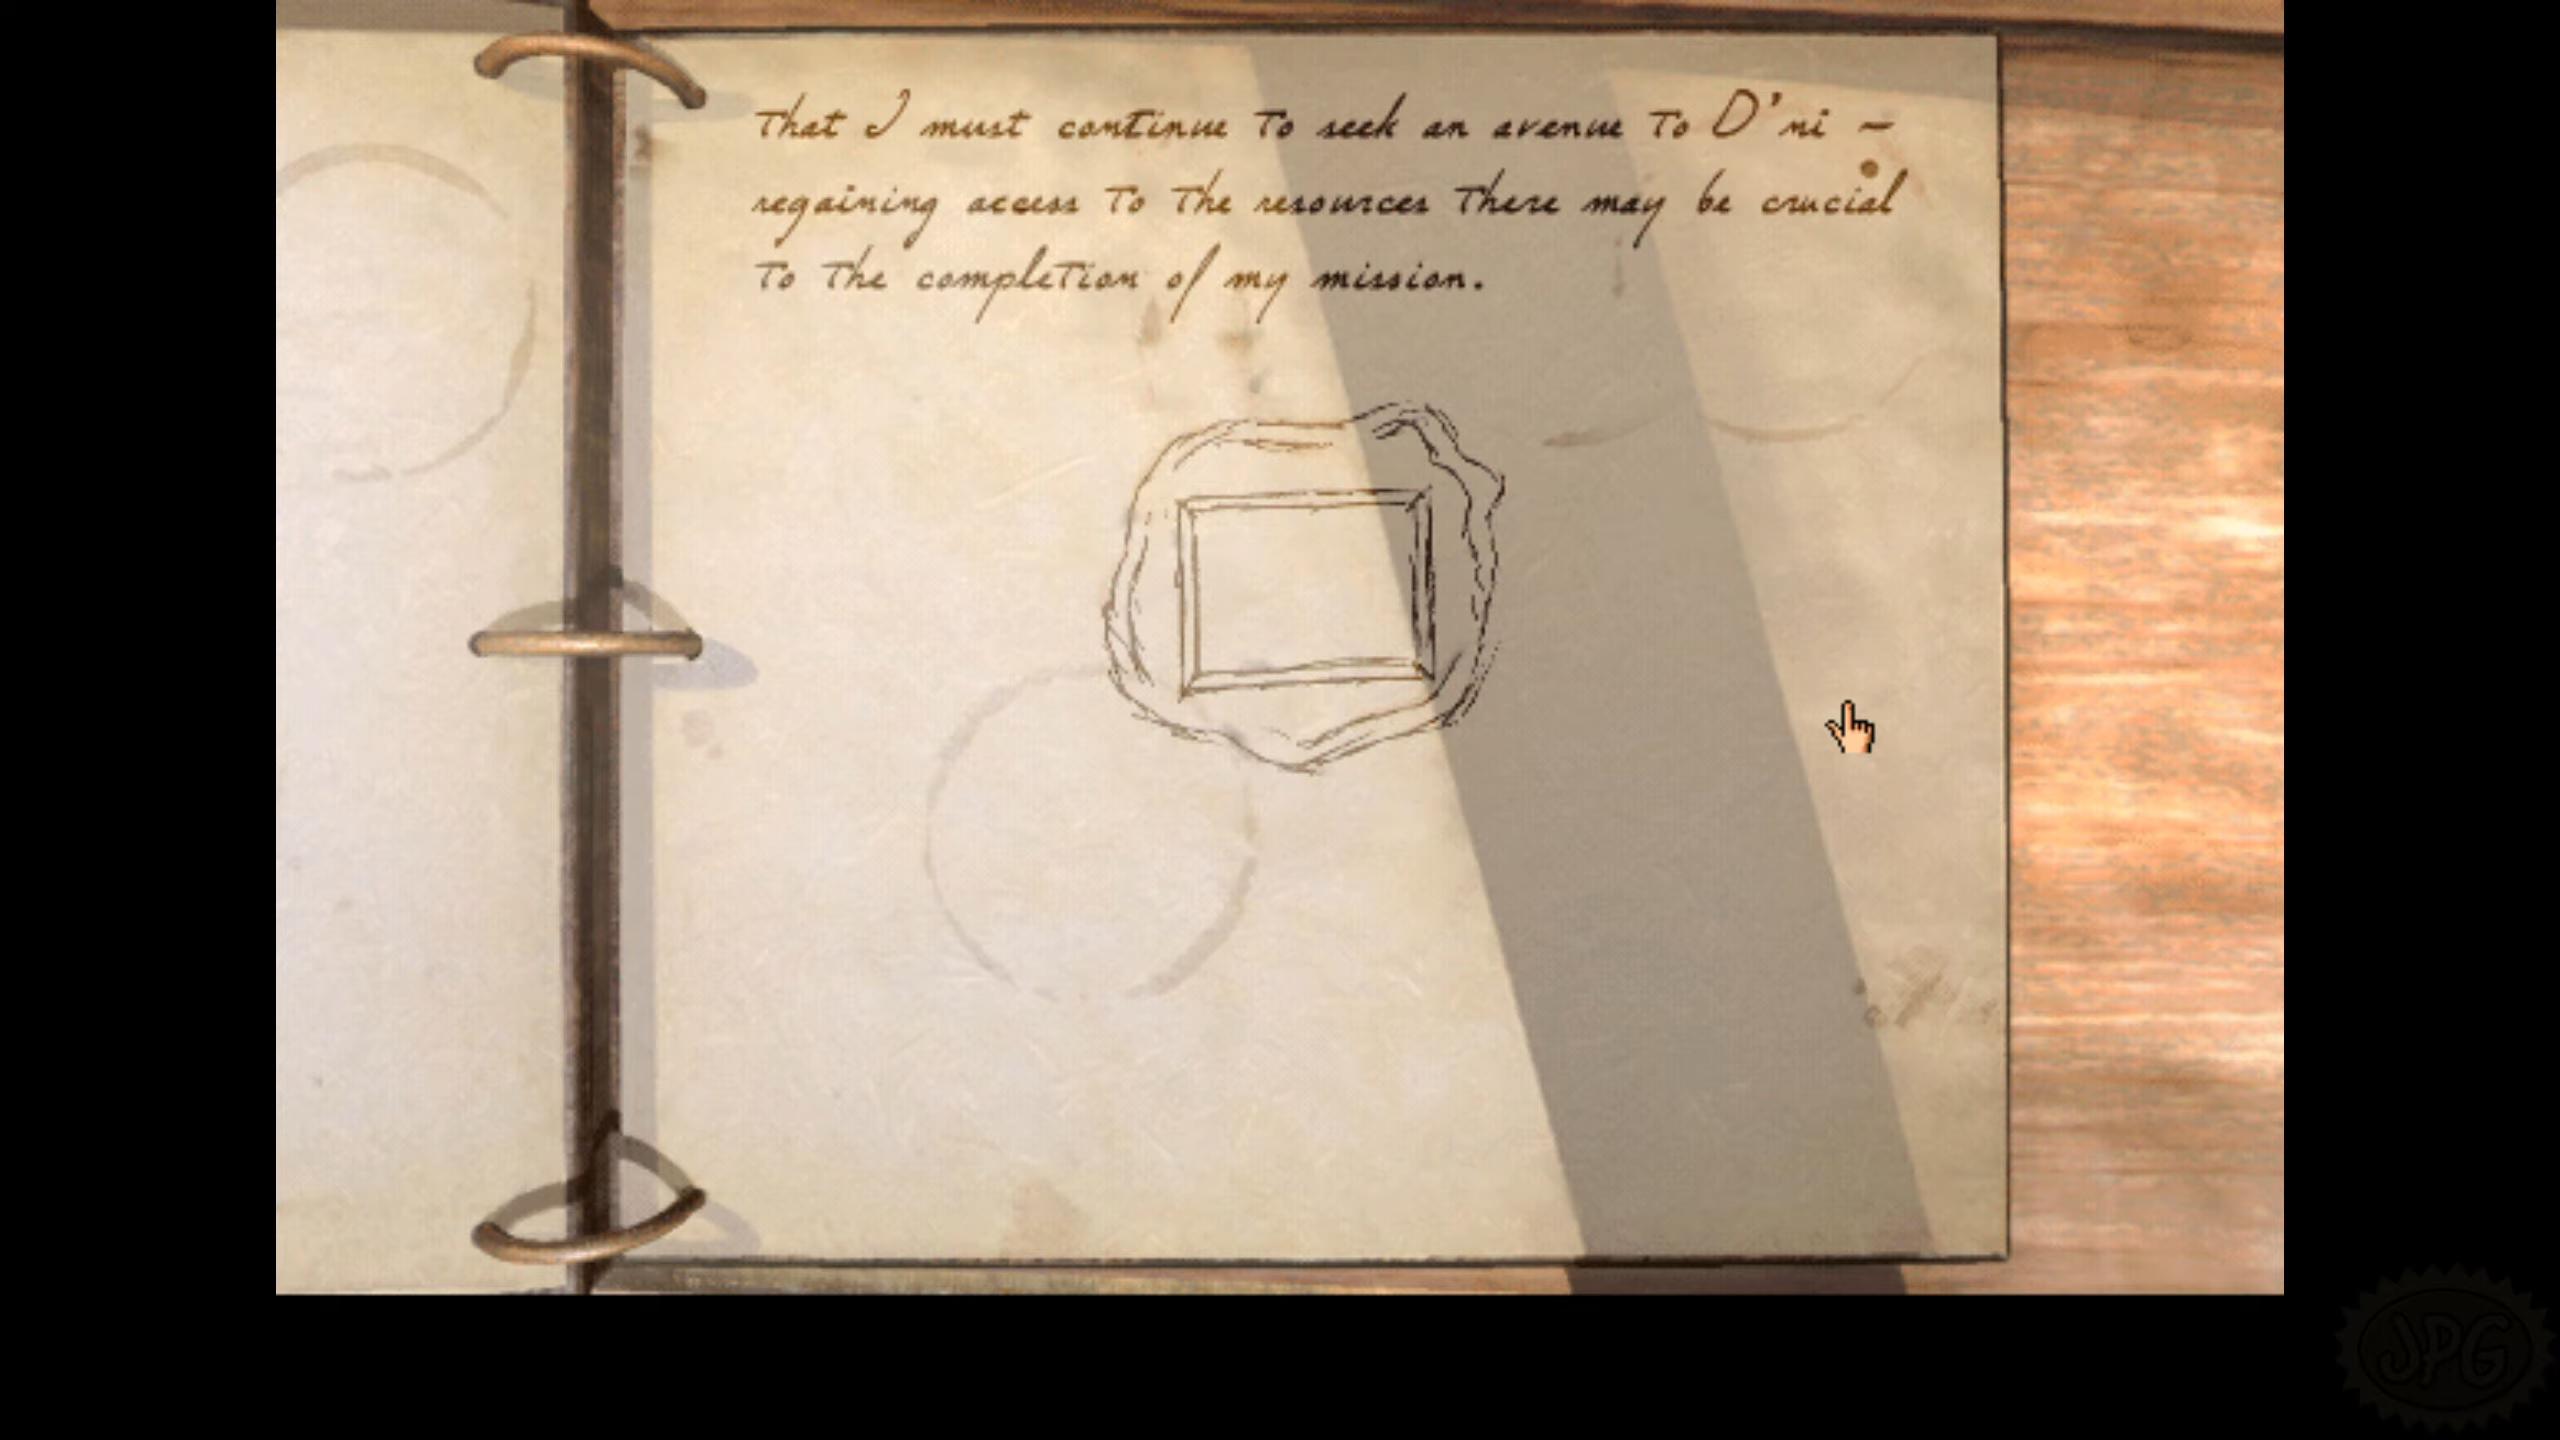 that I must continue to seek an avenue to D'ni –
regaining access to the resources there may be crucial
to the completion of my mission.
JPG